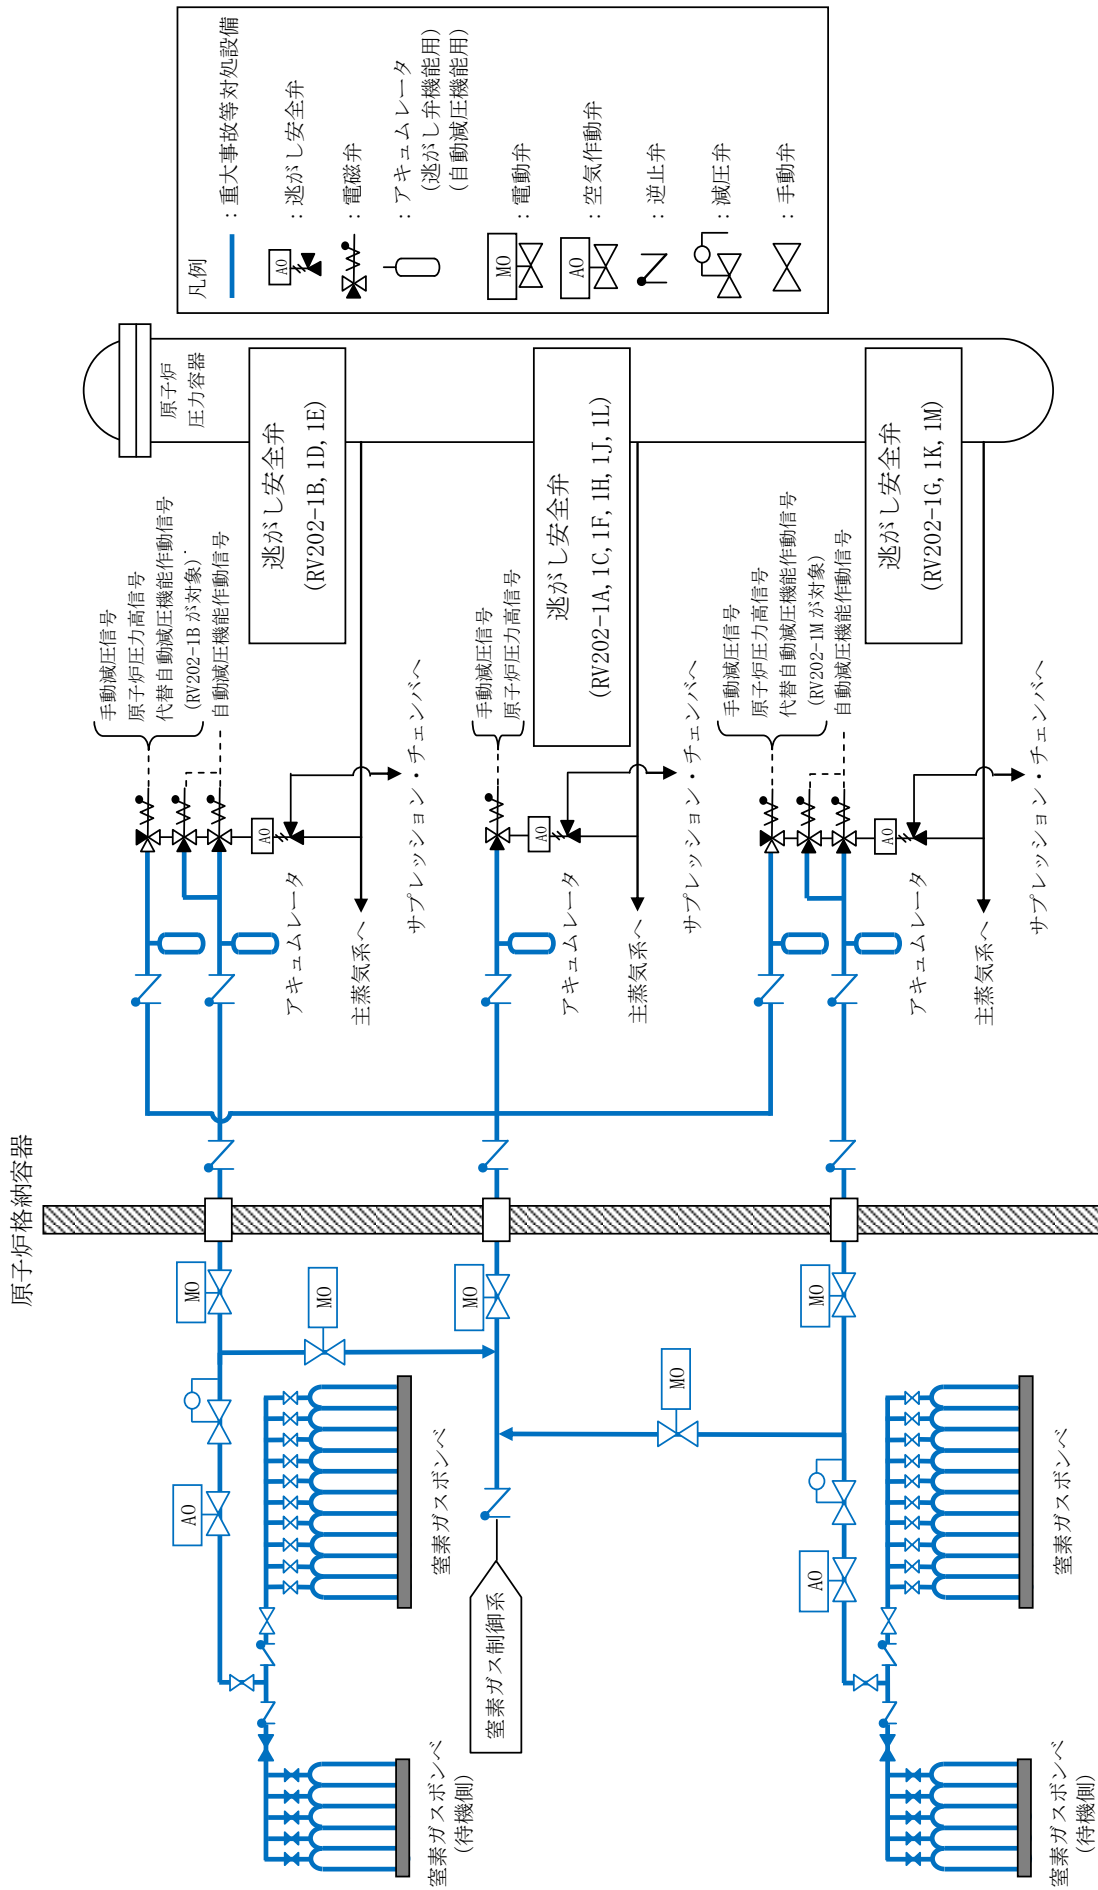 原子炉格納容器
MO
MO
AO
窒素ガスボンベ
窒素ガスボンベ
(待機側)
MO
窒素ガス制御系
MO
MO
AO
窒素ガスボンベ
窒素ガスボンベ
(待機側)
手動減圧信号
原子炉圧力高信号
代替自動減圧機能作動信号
(RV202-1Bが対象)
自動減圧機能作動信号
AO
アキュムレータ
主蒸気系へ
サプレッション・チェンバへ
手動減圧信号
原子炉圧力高信号
AO
アキュムレータ
主蒸気系へ
サプレッション・チェンバへ
手動減圧信号
原子炉圧力高信号
代替自動減圧機能作動信号
(RV202-1Mが対象)
自動減圧機能作動信号
AO
アキュムレータ
主蒸気系へ
サプレッション・チェンバへ
原子炉
圧力容器
逃がし安全弁
(RV202-1B, 1D, 1E)
逃がし安全弁
(RV202-1A, 1C, 1F, 1H, 1J, 1L)
逃がし安全弁
(RV202-1G, 1K, 1M)
凡例
：重大事故等対処設備
AO ：逃がし安全弁
：電磁弁
：アキュムレータ
(逃がし弁機能用)
(自動減圧機能用)
MO ：電動弁
AO ：空気作動弁
：逆止弁
：減圧弁
：手動弁